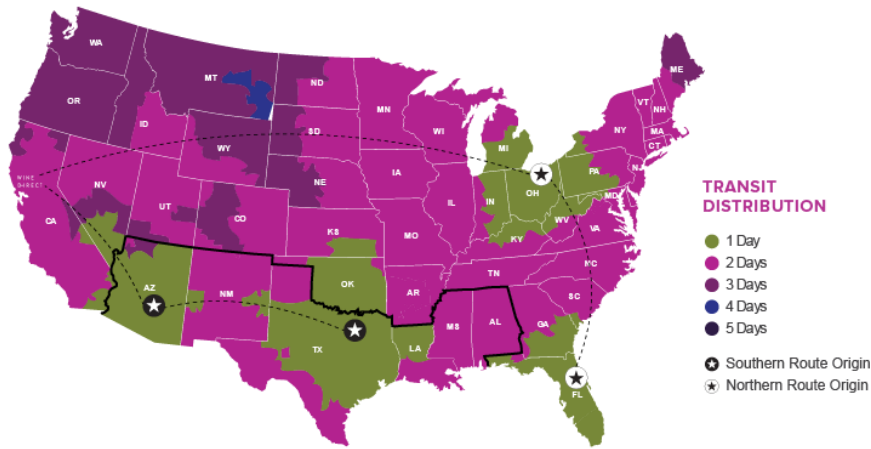 WA
MT
ND
ME
OR
MN
VT
NH
ID
SD
WI
NY
MA
WY
MI
CT
WINE
DIRECT
NE
IA
PA
NJ
NV
IL
IN
OH
MD
UT
CO
WV
CA
KS
MO
KY
VA
AZ
NM
OK
TN
NC
AR
SC
MS
AL
GA
TX
LA
FL
TRANSIT
DISTRIBUTION
1 Day
2 Days
3 Days
4 Days
5 Days
Southern Route Origin
Northern Route Origin